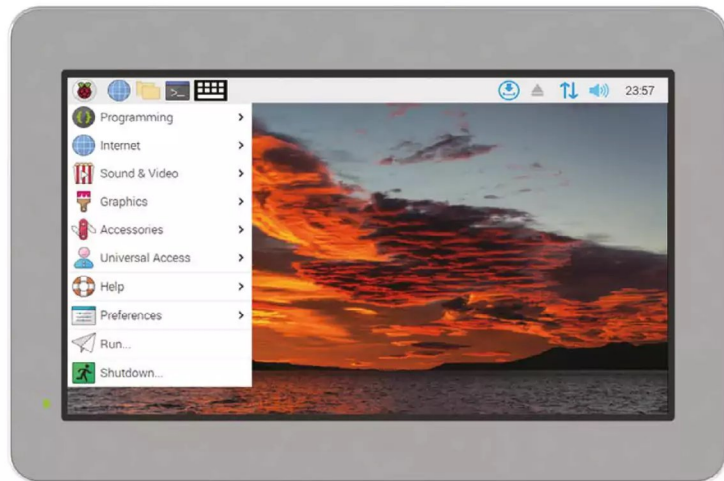 23:57
Programming
Internet
Sound & Video
Graphics
Accessories
Universal Access
Help
Preferences
Run...
Shutdown...